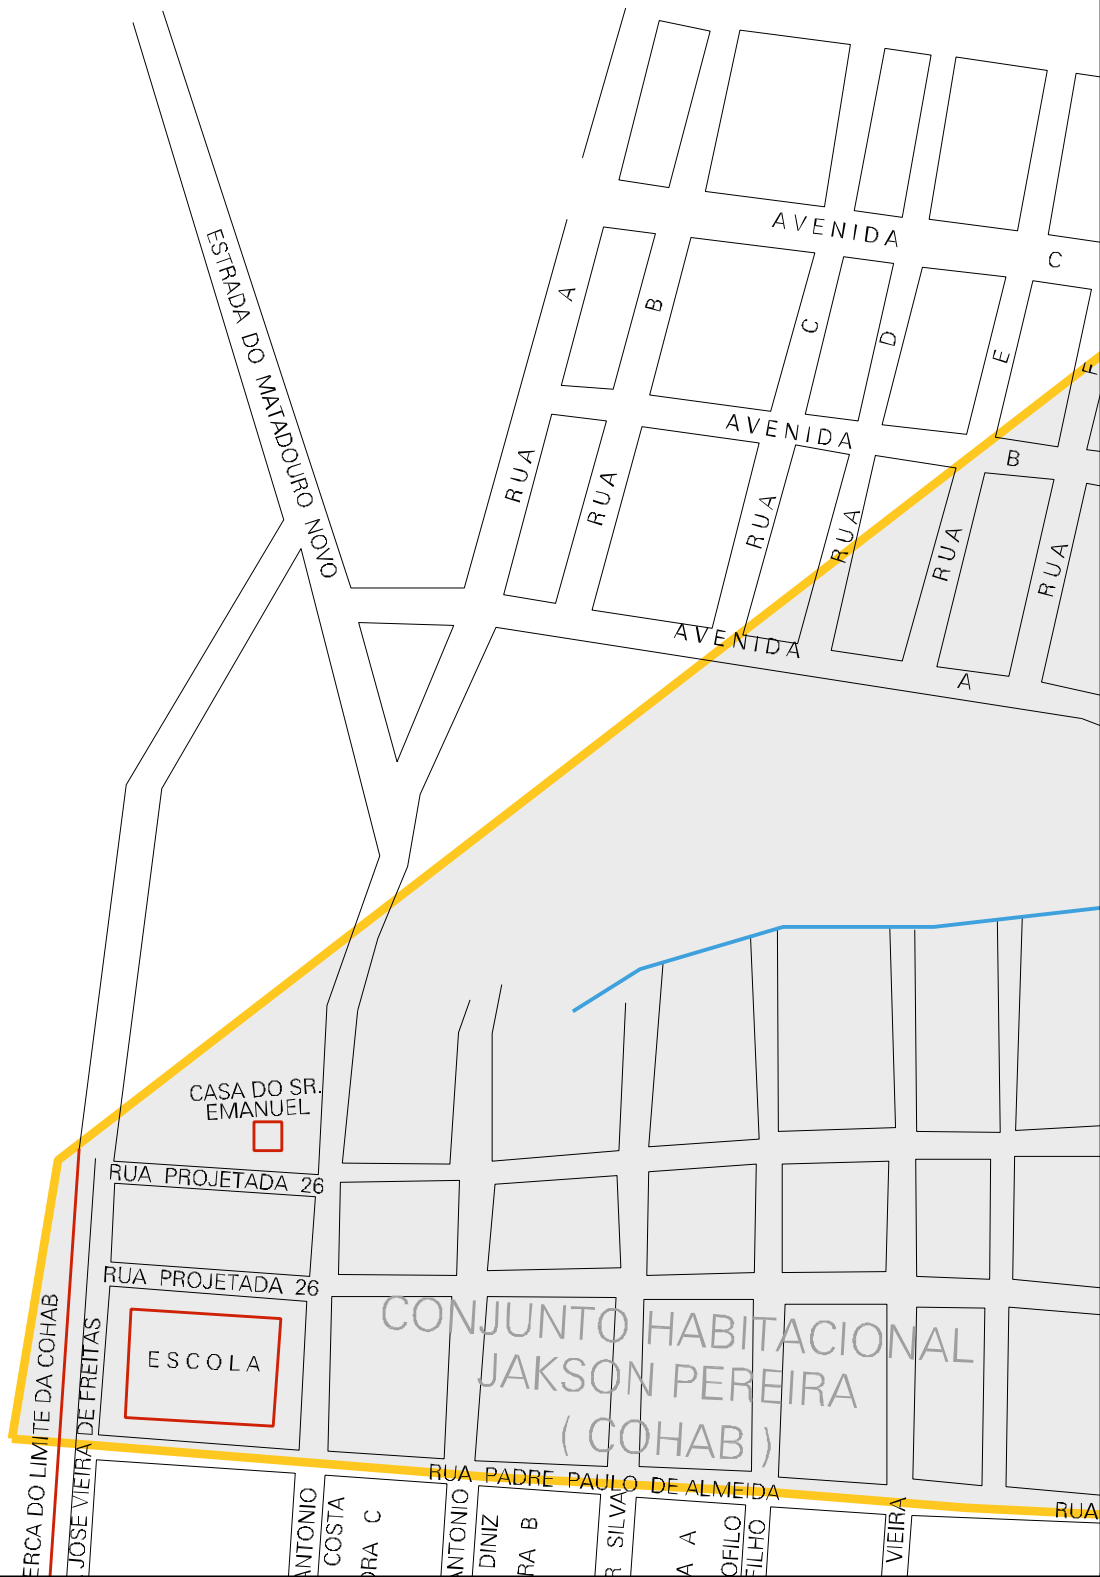 AVENIDA
C
ESTRADA DO MATADOURO NOVO
A
B
C
D
E
F
AVENIDA
B
RUA
RUA
RUA
RUA
RUA
RUA
AVENIDA
A
CASA DO SR.
EMANUEL
RUA PROJETADA 26
RUA PROJETADA 26
CONJUNTO HABITACIONAL
JAKSON PEREIRA
( COHAB )
ESCOLA
ERCA DO LIMITE DA COHAB
JOSE VIEIRA DE FREITAS
RUA PADRE PAULO DE ALMEIDA
RUA
ANTONIO
COSTA
ORA C
ANTONIO
DINIZ
RA B
R SILVA
A A
OFILO
FILHO
VIEIRA